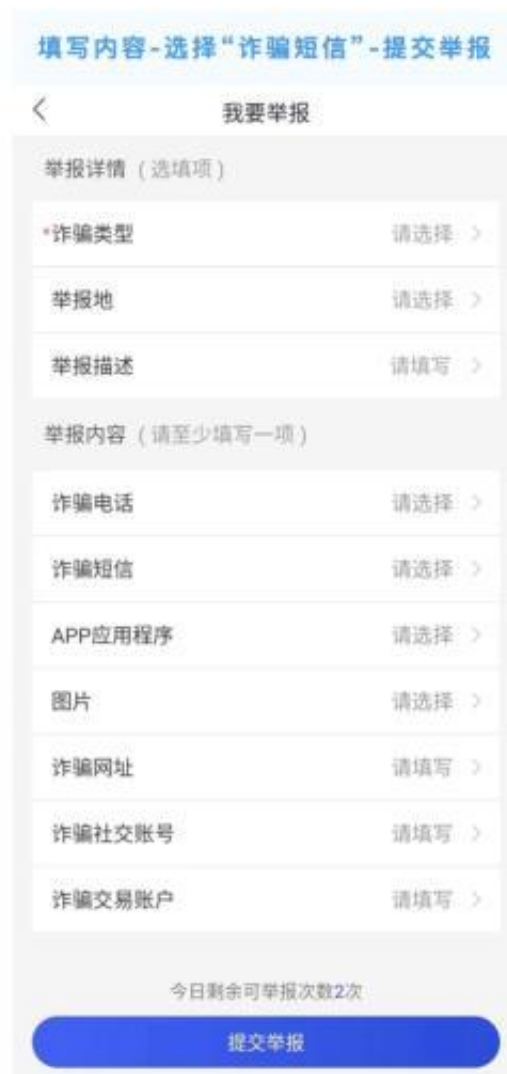 填写内容-选择“诈骗短信”-提交举报
我要举报
举报详情（选填项）
*诈骗类型 请选择
举报地 请选择
举报描述 请填写
举报内容（请至少填写一项）
诈骗电话 请选择
诈骗短信 请选择
APP应用程序 请选择
图片 请选择
诈骗网址 请填写
诈骗社交账号 请填写
诈骗交易账户 请填写
今日剩余可举报次数2次
提交举报